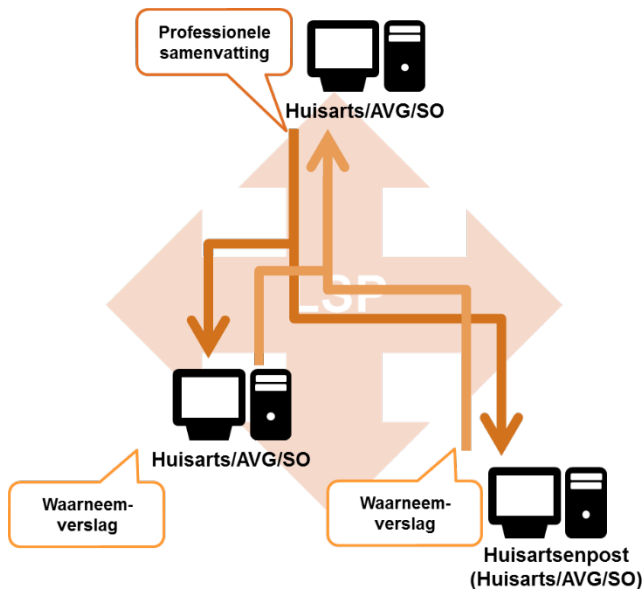 Professionele
samenvatting
Huisarts/AVG/SO
LSP
Huisarts/AVG/SO
Waarneem-
verslag
Waarneem-
verslag
Huisartsenpost
(Huisarts/AVG/SO)